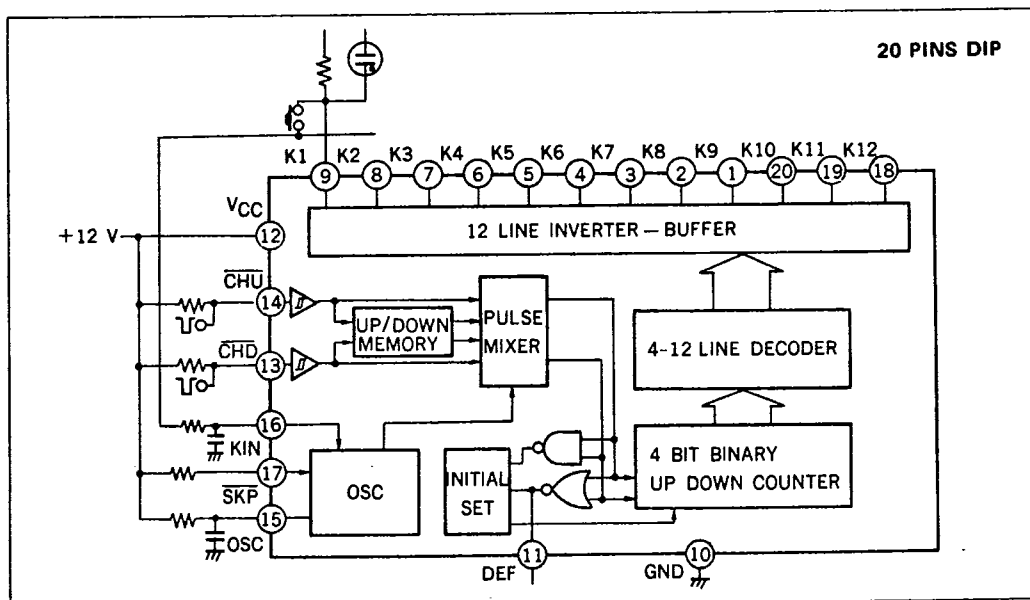 20 PINS DIP
K1 K2 K3 K4 K5 K6 K7 K8 K9 K10 K11 K12
9 8 7 6 5 4 3 2 1 20 19 18
VCC
+12 V
12
12 LINE INVERTER – BUFFER
CHU
14
UP/DOWN
MEMORY
PULSE
MIXER
4-12 LINE DECODER
CHD
13
16
KIN
17
SKP
15
OSC
OSC
INITIAL
SET
4 BIT BINARY
UP DOWN COUNTER
11
DEF
10
GND